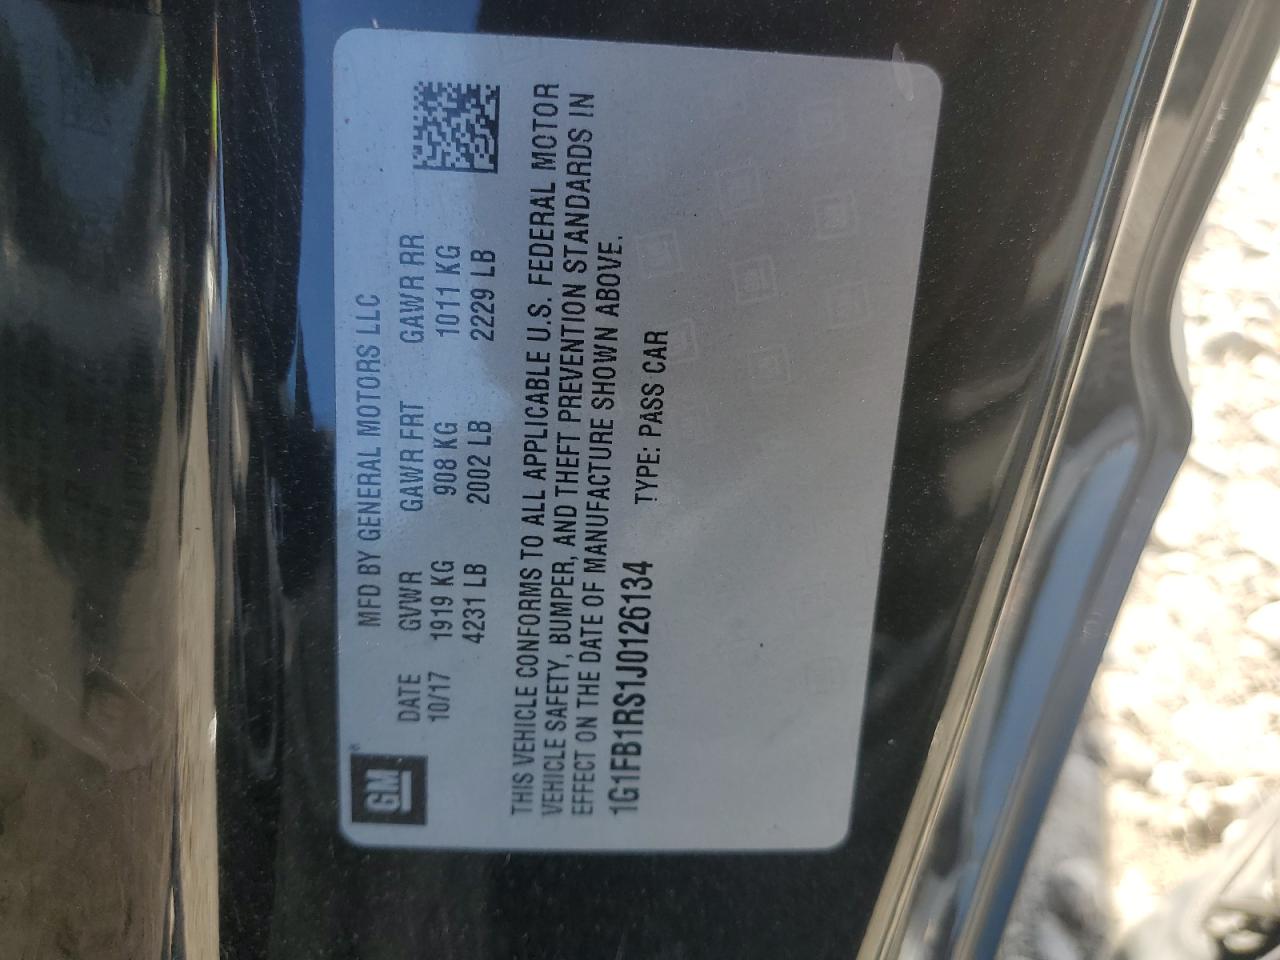 GM
MFD BY GENERAL MOTORS LLC
DATE GVWR GAWR FRT GAWR RR
10/17 1919 KG 908 KG 1011 KG
4231 LB 2002 LB 2229 LB
THIS VEHICLE CONFORMS TO ALL APPLICABLE U.S. FEDERAL MOTOR
VEHICLE SAFETY, BUMPER, AND THEFT PREVENTION STANDARDS IN
EFFECT ON THE DATE OF MANUFACTURE SHOWN ABOVE.
1G1FB1RS1J0126134 TYPE: PASS CAR